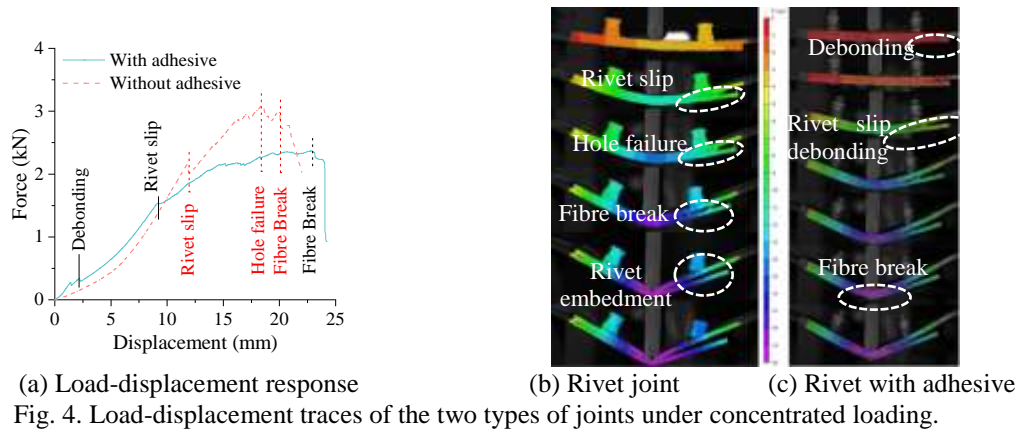 4
3
2
1
0
Force (kN)
With adhesive
Without adhesive
Debonding
Rivet slip
Rivet slip
Hole failure
Fibre Break
Fibre Break
0 5 10 15 20 25
Displacement (mm)
(a) Load-displacement response
Rivet slip
Hole failure
Fibre break
Rivet
embedment
(b) Rivet joint
Debonding
Rivet slip
debonding
Fibre break
(c) Rivet with adhesive
Fig. 4. Load-displacement traces of the two types of joints under concentrated loading.